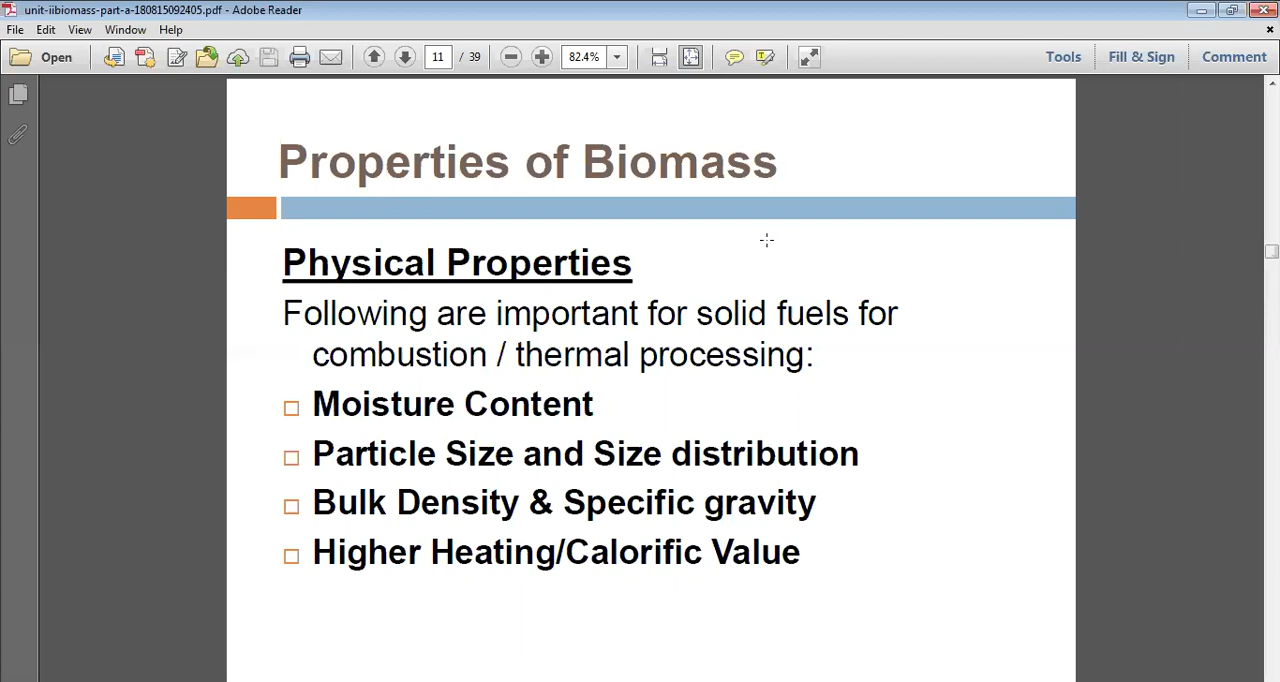 unit-iibiomass-part-a-180815092405.pdf - Adobe Reader
File Edit View Window Help
Open 11 / 39 82.4% Tools Fill & Sign Comment
Properties of Biomass
Physical Properties
Following are important for solid fuels for
combustion / thermal processing:
Moisture Content
Particle Size and Size distribution
Bulk Density & Specific gravity
Higher Heating/Calorific Value